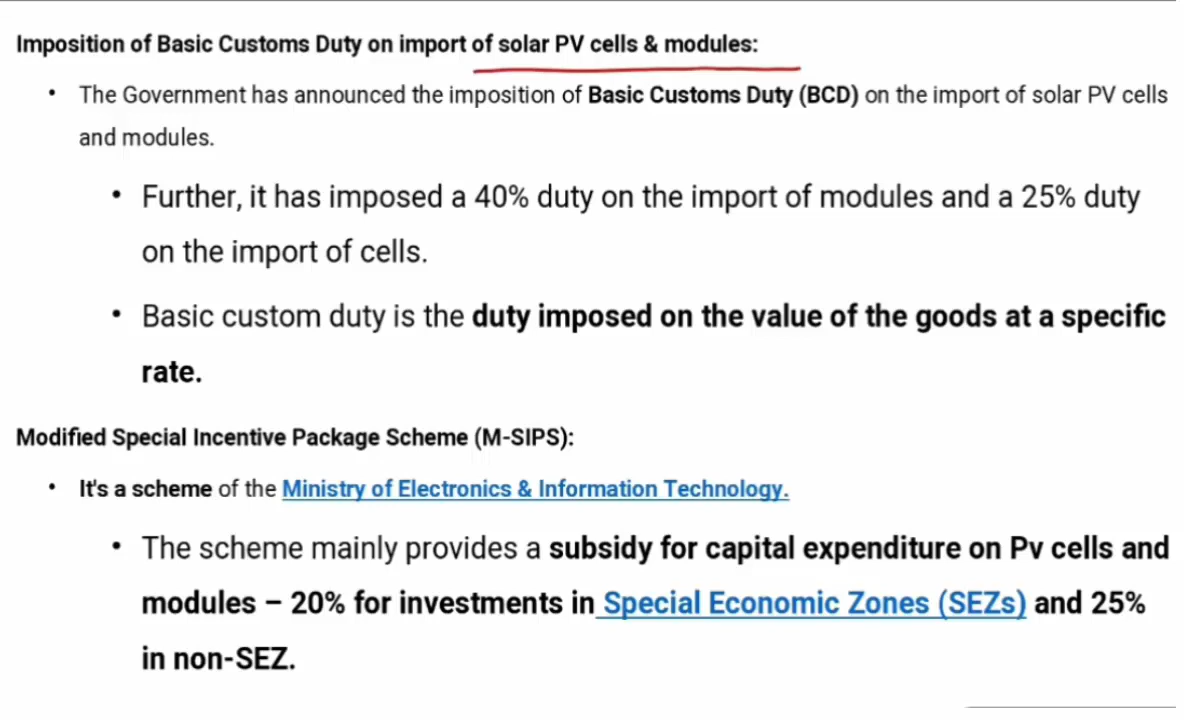 Imposition of Basic Customs Duty on import of solar PV cells & modules:
• The Government has announced the imposition of Basic Customs Duty (BCD) on the import of solar PV cells
and modules.
• Further, it has imposed a 40% duty on the import of modules and a 25% duty
on the import of cells.
• Basic custom duty is the duty imposed on the value of the goods at a specific
rate.
Modified Special Incentive Package Scheme (M-SIPS):
• It's a scheme of the Ministry of Electronics & Information Technology.
• The scheme mainly provides a subsidy for capital expenditure on Pv cells and
modules – 20% for investments in Special Economic Zones (SEZs) and 25%
in non-SEZ.